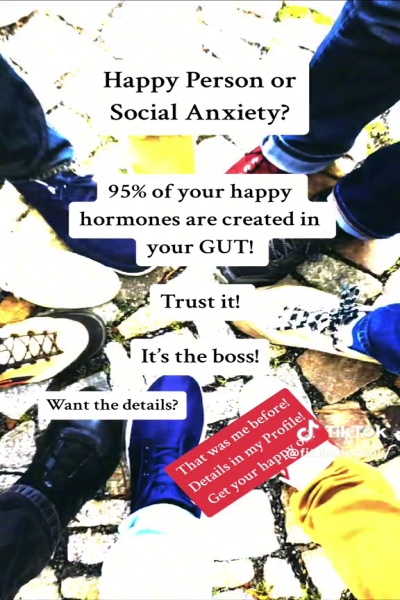 Happy Person or
Social Anxiety?
95% of your happy
hormones are created in
your GUT!
Trust it!
It's the boss!
Want the details?
That was me before!
Details in my Profile!
Get your happy
TikTok